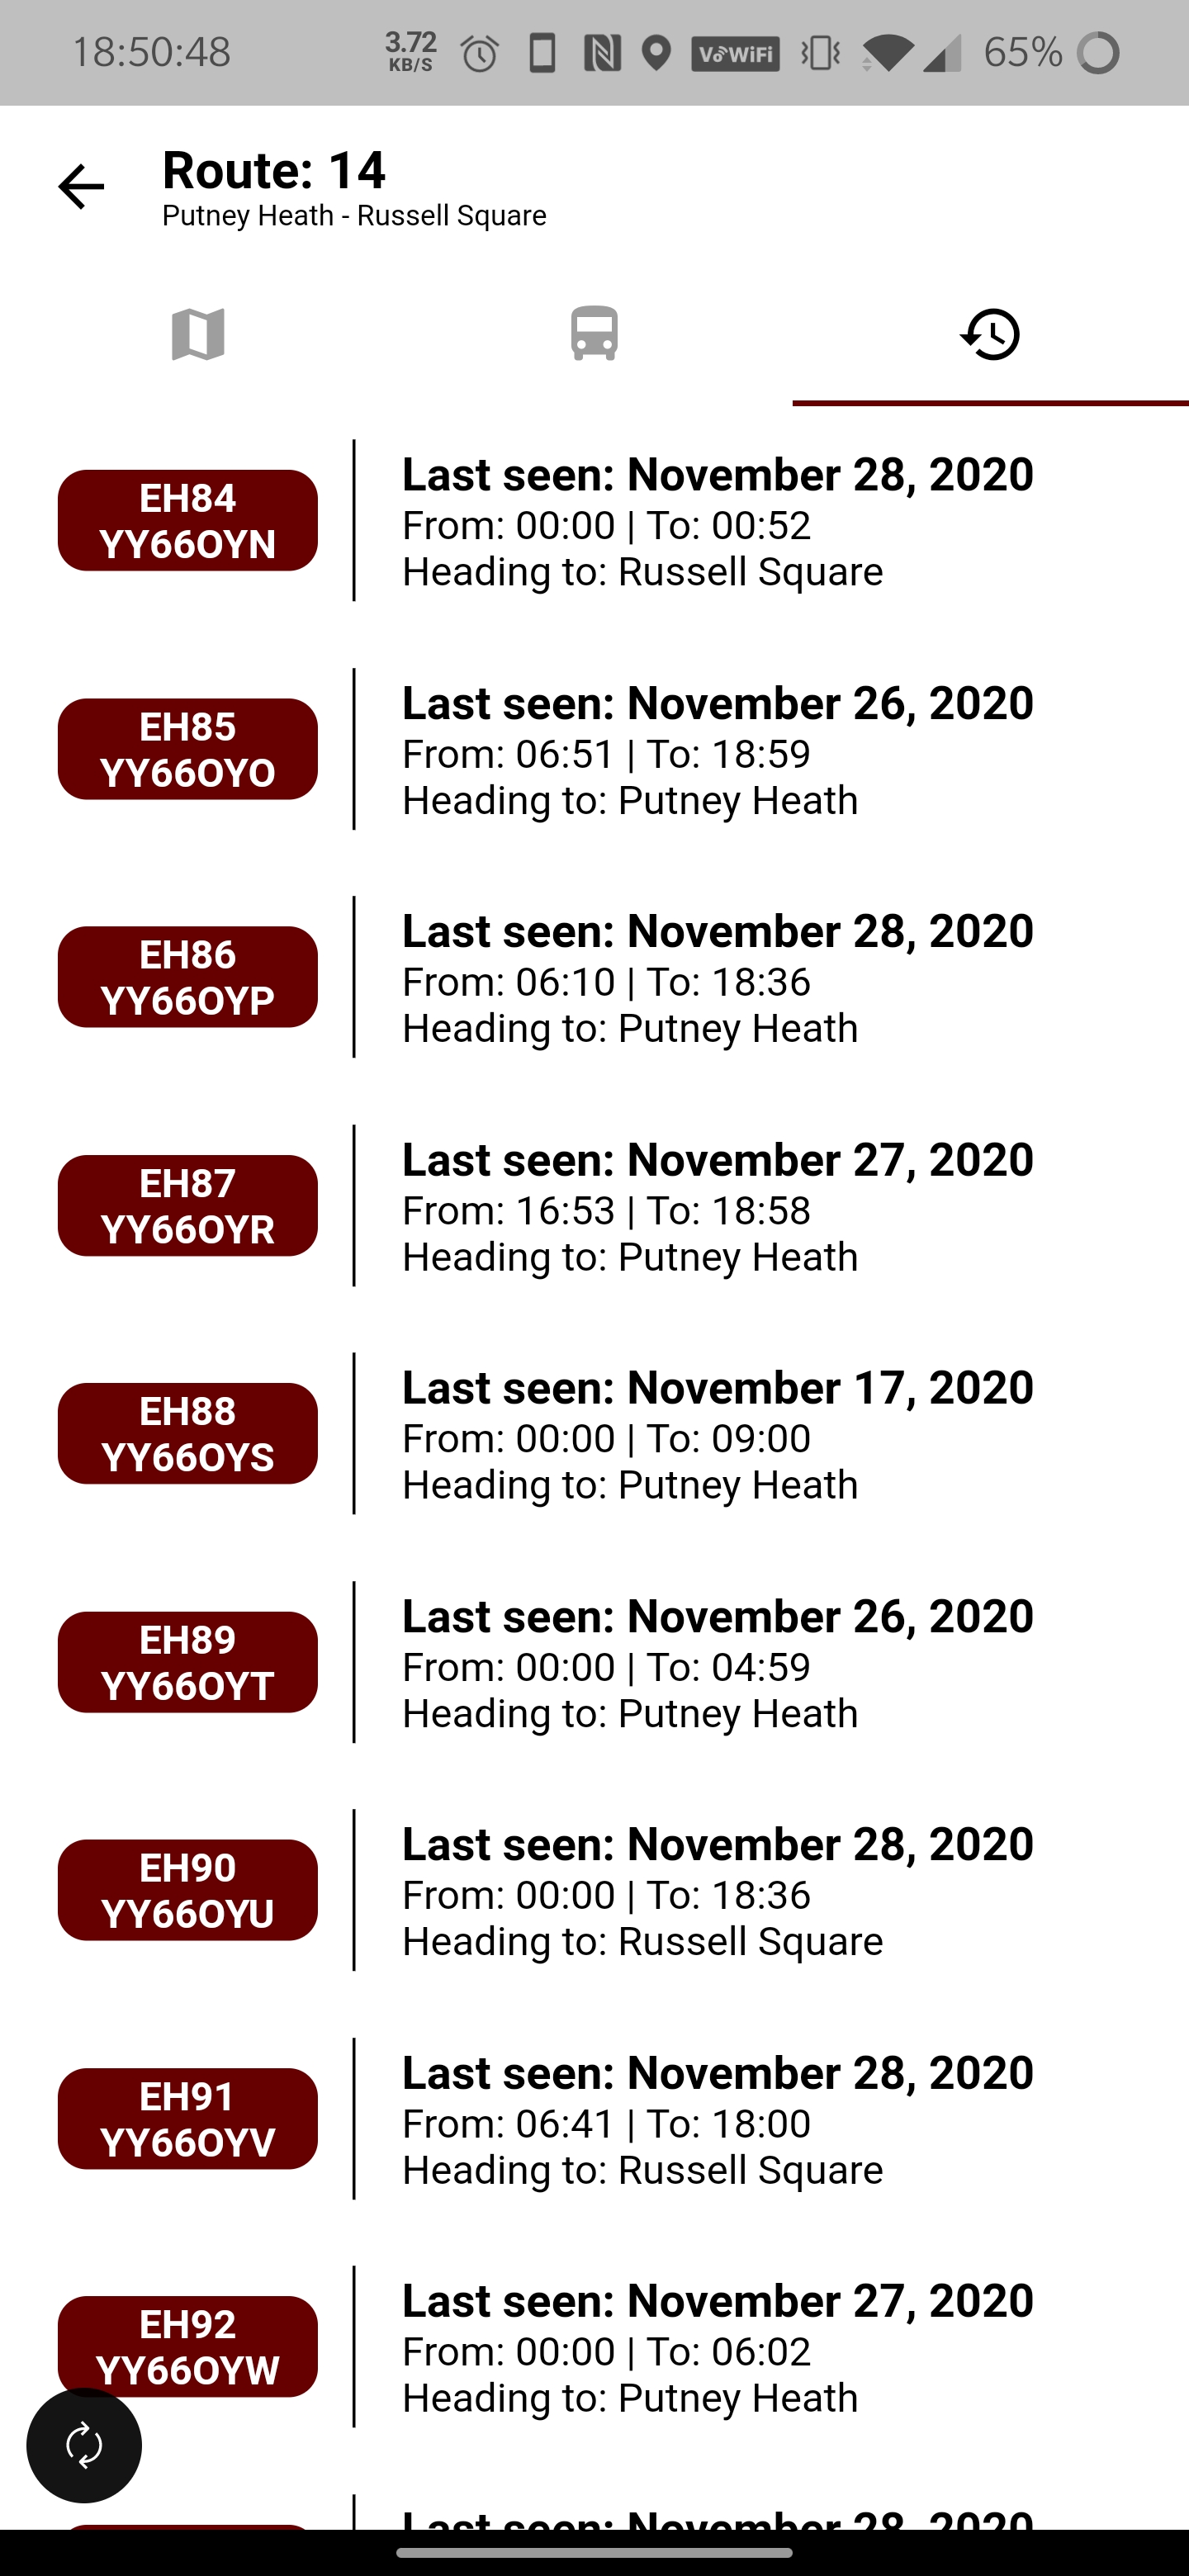 18:50:48
3.72
KB/S
VoWiFi
65%
Route: 14
Putney Heath - Russell Square
EH84
YY66OYN
Last seen: November 28, 2020
From: 00:00 | To: 00:52
Heading to: Russell Square
EH85
YY66OYO
Last seen: November 26, 2020
From: 06:51 | To: 18:59
Heading to: Putney Heath
EH86
YY66OYP
Last seen: November 28, 2020
From: 06:10 | To: 18:36
Heading to: Putney Heath
EH87
YY66OYR
Last seen: November 27, 2020
From: 16:53 | To: 18:58
Heading to: Putney Heath
EH88
YY66OYS
Last seen: November 17, 2020
From: 00:00 | To: 09:00
Heading to: Putney Heath
EH89
YY66OYT
Last seen: November 26, 2020
From: 00:00 | To: 04:59
Heading to: Putney Heath
EH90
YY66OYU
Last seen: November 28, 2020
From: 00:00 | To: 18:36
Heading to: Russell Square
EH91
YY66OYV
Last seen: November 28, 2020
From: 06:41 | To: 18:00
Heading to: Russell Square
EH92
YY66OYW
Last seen: November 27, 2020
From: 00:00 | To: 06:02
Heading to: Putney Heath
Last seen: November 28, 2020